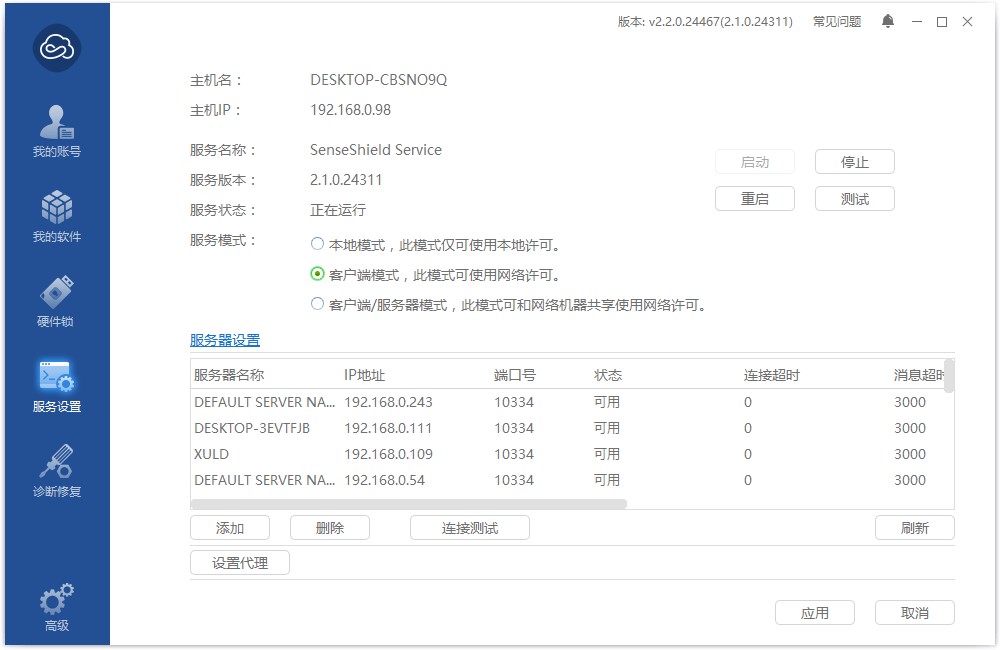 版本: v2.2.0.24467(2.1.0.24311) 常见问题
主机名： DESKTOP-CBSNO9Q
主机IP： 192.168.0.98
服务名称： SenseShield Service
服务版本： 2.1.0.24311
服务状态： 正在运行
服务模式：
本地模式，此模式仅可使用本地许可。
客户端模式，此模式可使用网络许可。
客户端/服务器模式，此模式可和网络机器共享使用网络许可。
启动 停止
重启 测试
我的账号
我的软件
硬件锁
服务设置
诊断修复
高级
服务器设置
服务器名称 IP地址 端口号 状态 连接超时 消息超时
DEFAULT SERVER NA... 192.168.0.243 10334 可用 0 3000
DESKTOP-3EVTFJB 192.168.0.111 10334 可用 0 3000
XULD 192.168.0.109 10334 可用 0 3000
DEFAULT SERVER NA... 192.168.0.54 10334 可用 0 3000
添加 删除 连接测试 刷新
设置代理
应用 取消